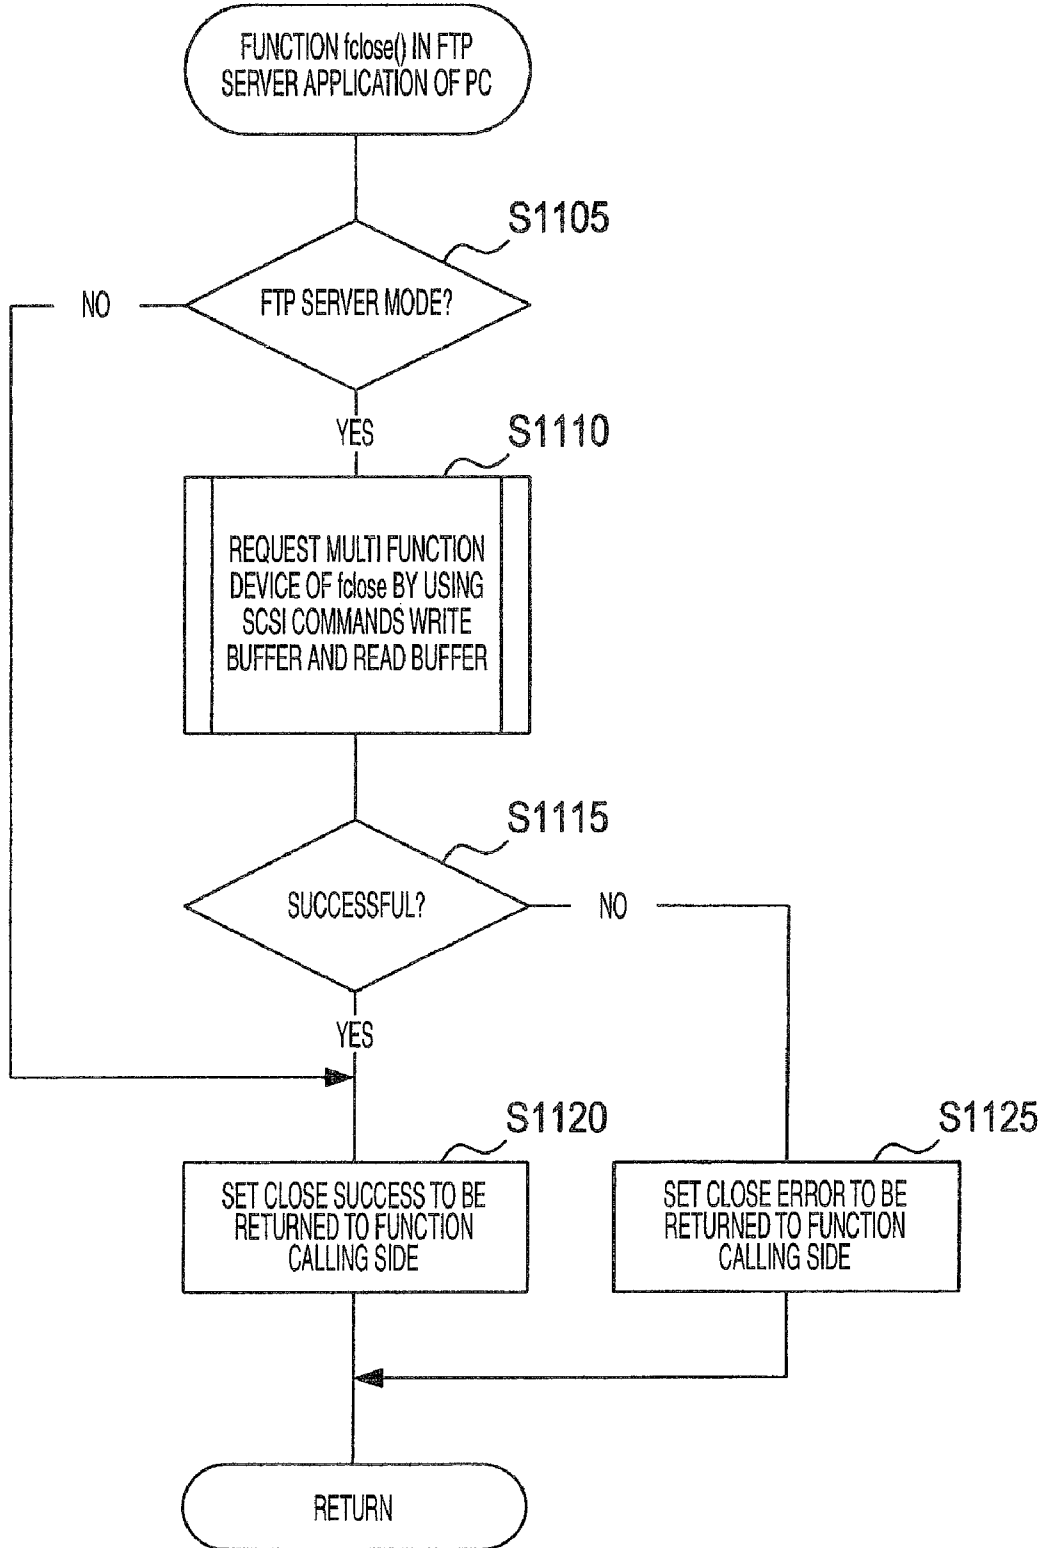 FUNCTION fclose() IN FTP
SERVER APPLICATION OF PC
S1105
FTP SERVER MODE?
NO
YES
S1110
REQUEST MULTI FUNCTION
DEVICE OF fclose BY USING
SCSI COMMANDS WRITE
BUFFER AND READ BUFFER
S1115
SUCCESSFUL?
NO
YES
S1120
S1125
SET CLOSE SUCCESS TO BE
RETURNED TO FUNCTION
CALLING SIDE
SET CLOSE ERROR TO BE
RETURNED TO FUNCTION
CALLING SIDE
RETURN